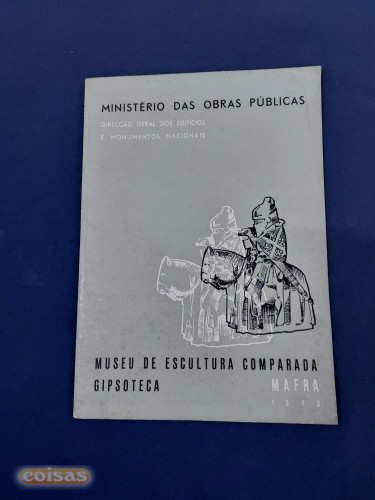 MINISTÉRIO DAS OBRAS PÚBLICAS
DIRECÇÃO GERAL DOS EDIFÍCIOS
E MONUMENTOS NACIONAIS
MUSEU DE ESCULTURA COMPARADA
GIPSOTECA MAFRA
coisas